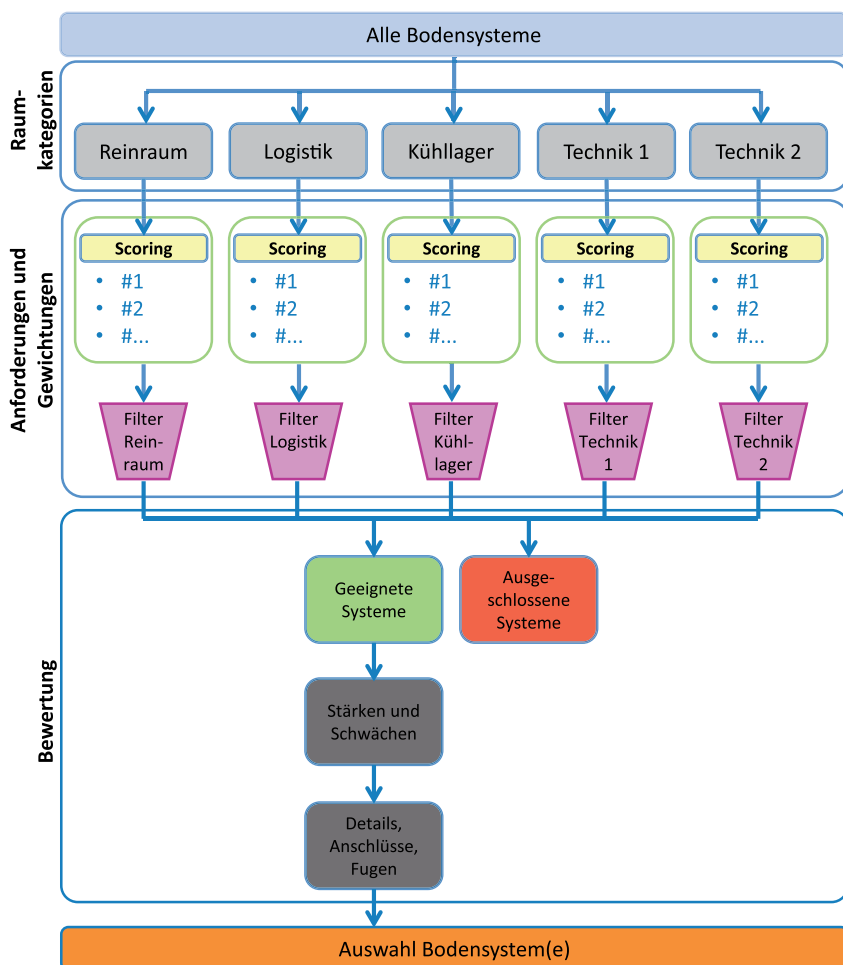 Alle Bodensysteme
Raum-
kategorien
Reinraum
Logistik
Kühllager
Technik 1
Technik 2
Anforderungen und
Gewichtungen
Scoring
• #1
• #2
• #...
Scoring
• #1
• #2
• #...
Scoring
• #1
• #2
• #...
Scoring
• #1
• #2
• #...
Scoring
• #1
• #2
• #...
Filter
Rein-
raum
Filter
Logistik
Filter
Kühl-
lager
Filter
Technik
1
Filter
Technik
2
Bewertung
Geeignete
Systeme
Ausge-
schlossene
Systeme
Stärken und
Schwächen
Details,
Anschlüsse,
Fugen
Auswahl Bodensystem(e)